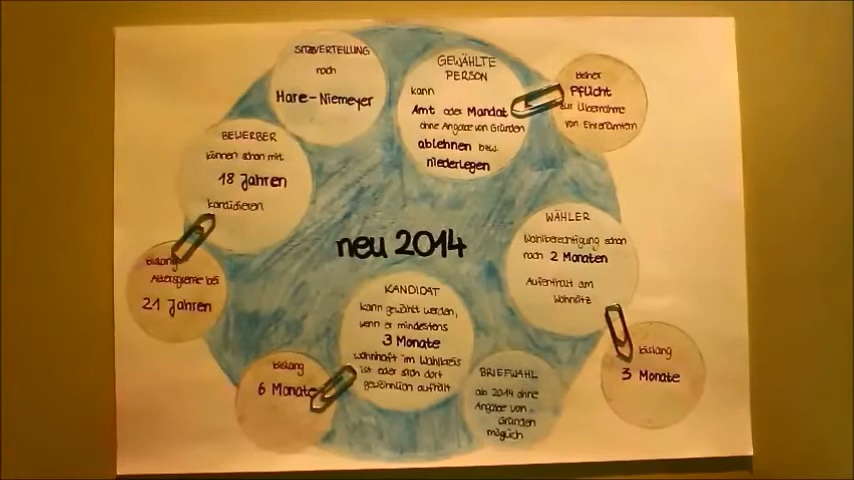 SITZVERTEILUNG
nach
Hare-Niemeyer
GEWÄHLTE
PERSON
kann
Amt oder Mandat
ohne Angabe von Gründen
ablehnen bzw.
niederlegen
bisher
Pflicht
zur Übernahme
von Ehrenämtern
BEWERBER
können schon mit
18 Jahren
kandidieren
bislang
Altersgrenze bei
21 Jahren
neu 2014
WÄHLER
Wahlberechtigung schon
nach 2 Monaten
Aufenthalt am
Wohnsitz
bislang
3 Monate
KANDIDAT
kann gewählt werden,
wenn er mindestens
3 Monate
wohnhaft im Wahlkreis
ist oder sich dort
gewöhnlich aufhält
bislang
6 Monate
BRIEFWAHL
ab 2014 ohne
Angabe von
Gründen
möglich